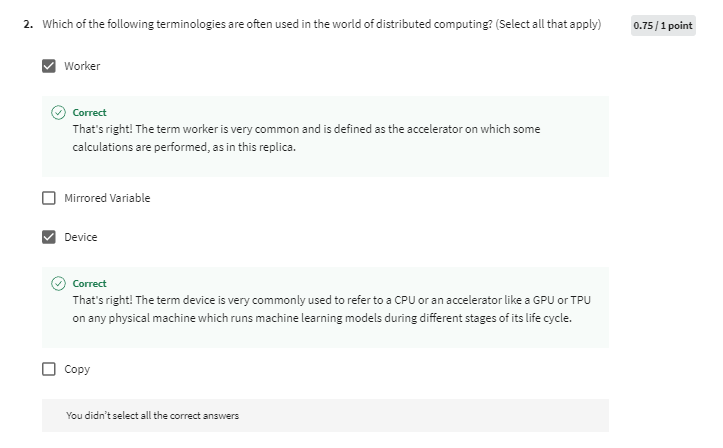 2. Which of the following terminologies are often used in the world of distributed computing? (Select all that apply)
0.75 / 1 point
Worker
Correct
That's right! The term worker is very common and is defined as the accelerator on which some
calculations are performed, as in this replica.
Mirrored Variable
Device
Correct
That's right! The term device is very commonly used to refer to a CPU or an accelerator like a GPU or TPU
on any physical machine which runs machine learning models during different stages of its life cycle.
Copy
You didn't select all the correct answers